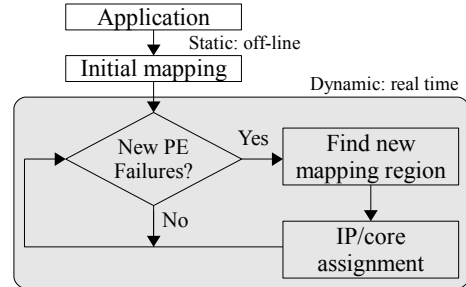 Application
Static: off-line
Initial mapping
Dynamic: real time
New PE
Failures?
Yes
Find new
mapping region
No
IP/core
assignment